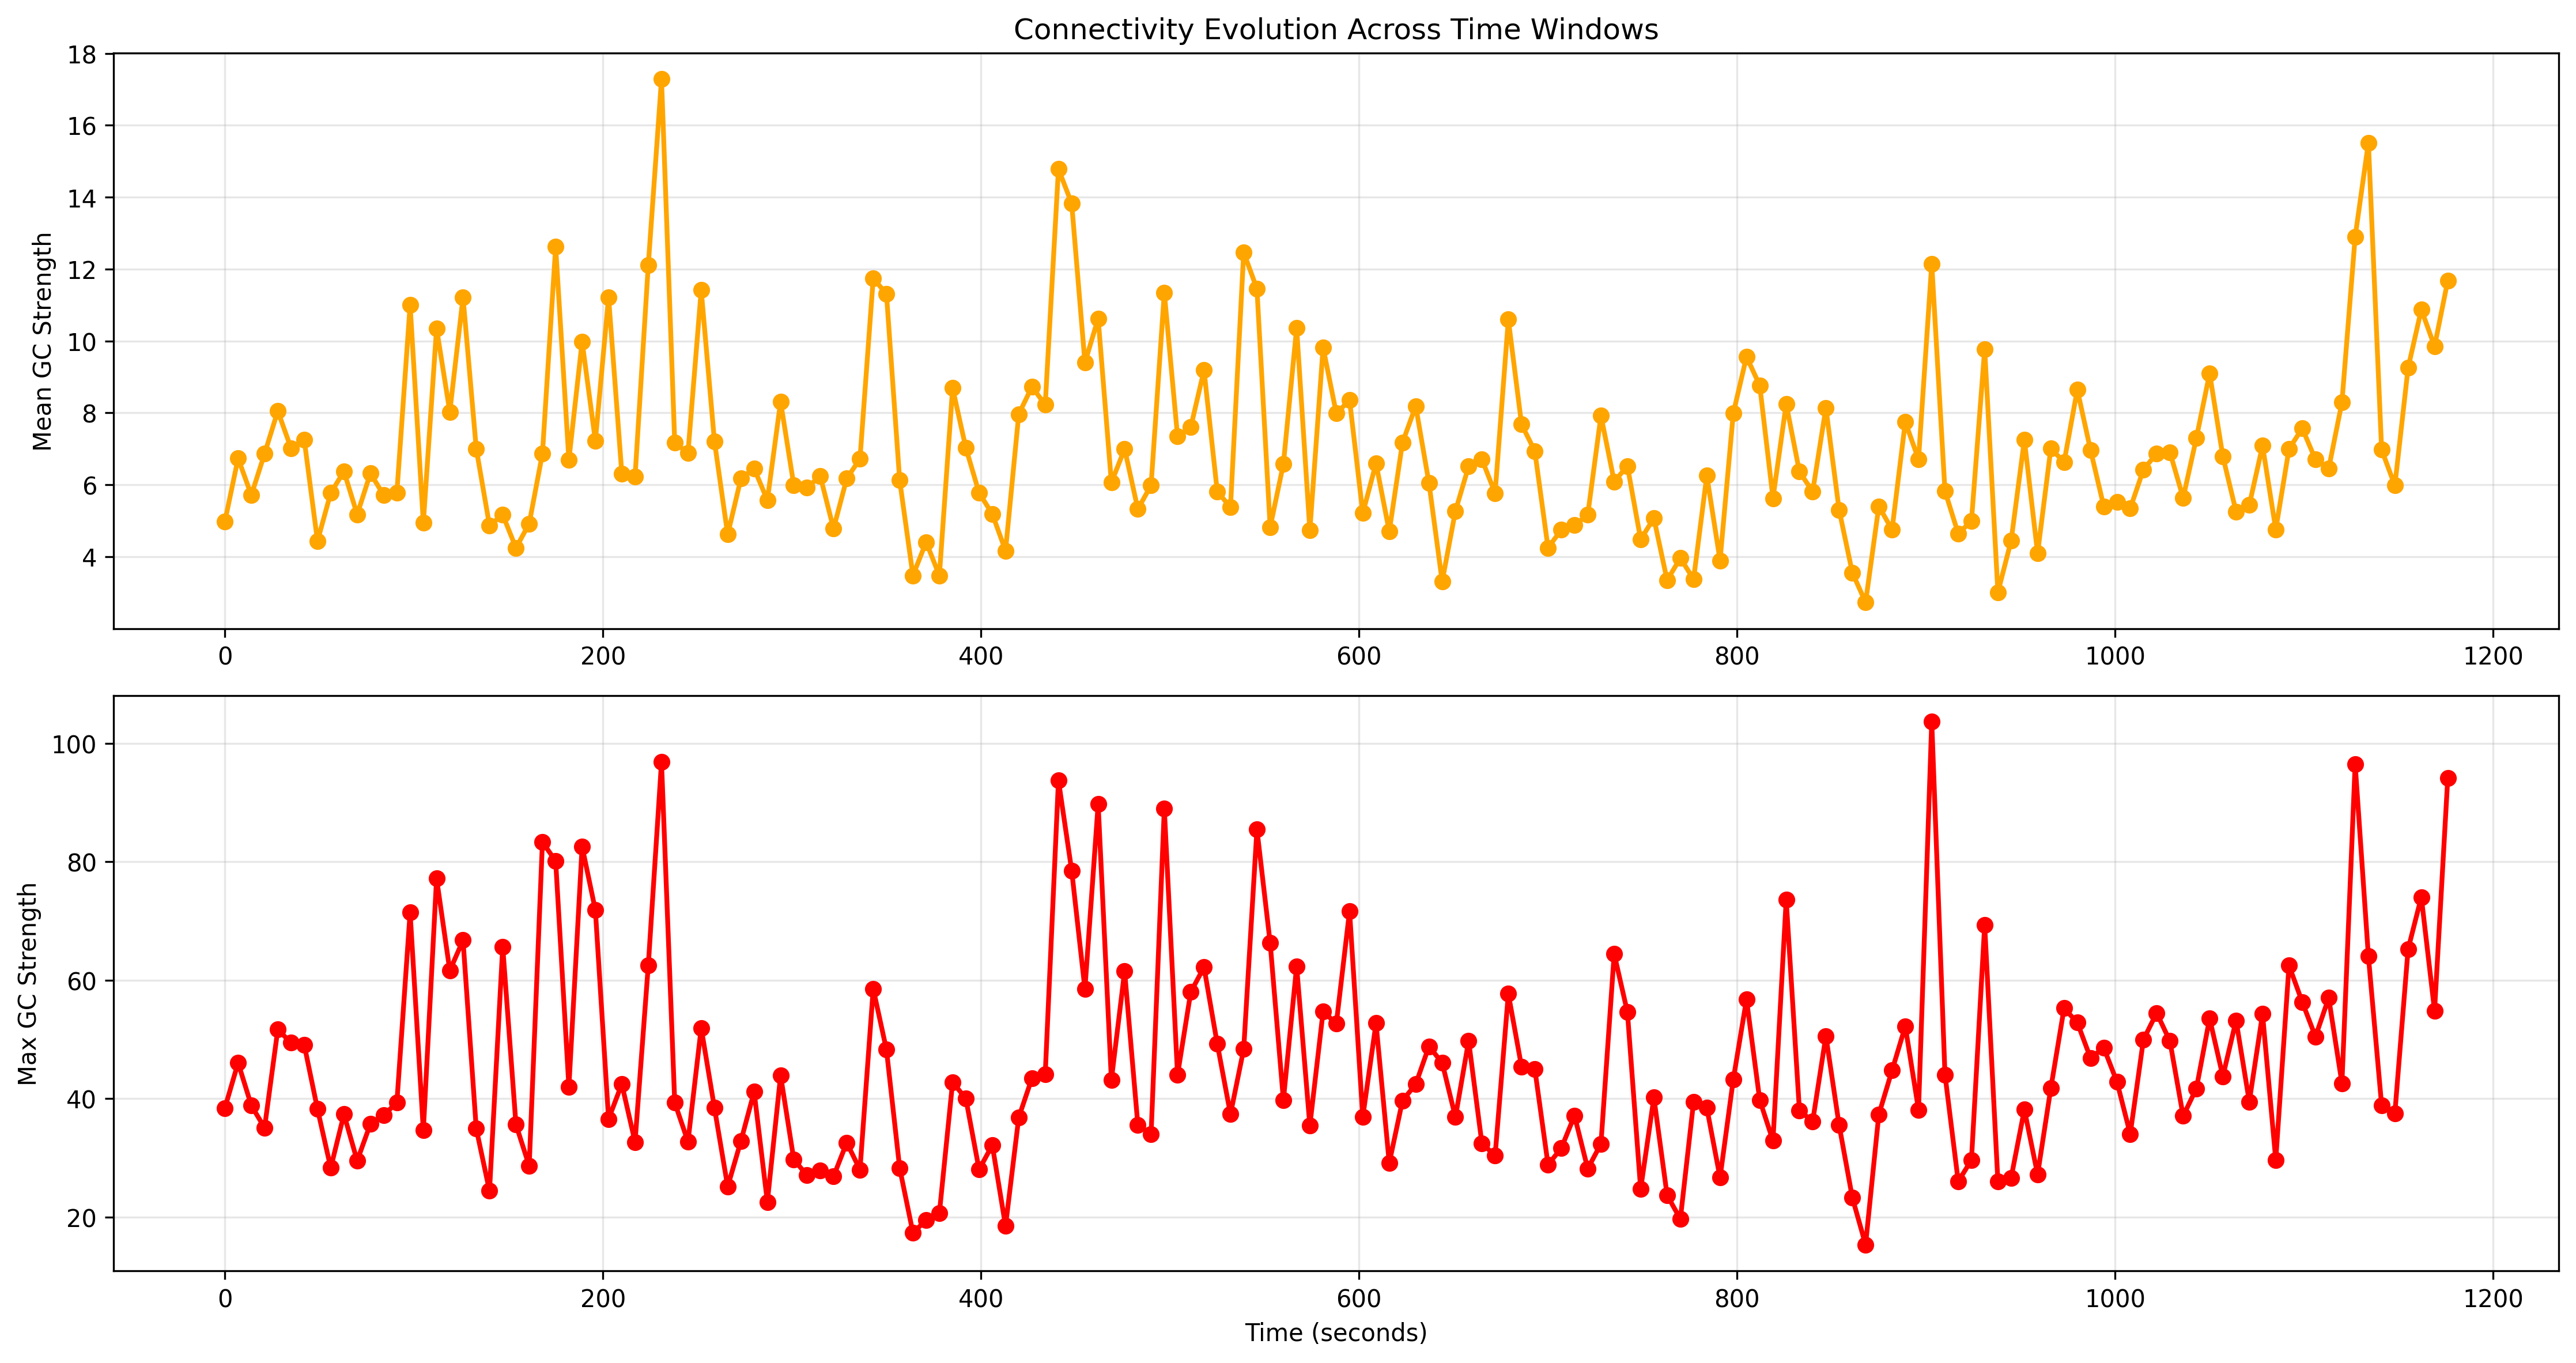 Connectivity Evolution Across Time Windows
Mean GC Strength
18
16
14
12
10
8
6
4
0 200 400 600 800 1000 1200
Max GC Strength
100
80
60
40
20
0 200 400 600 800 1000 1200
Time (seconds)